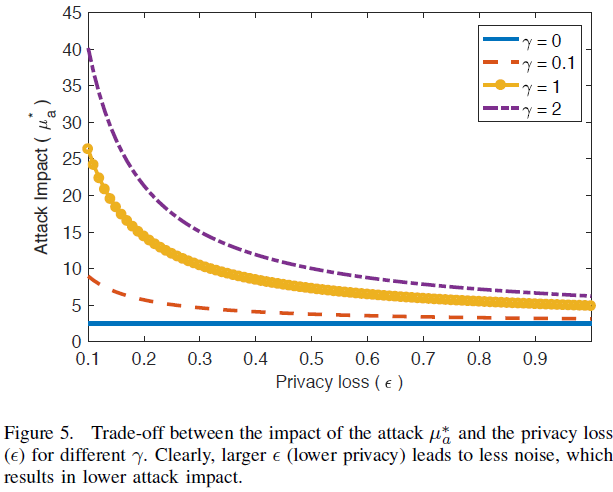 45
40
35
30
25
20
15
10
5
0
Attack Impact ( μ*a )
γ = 0
γ = 0.1
γ = 1
γ = 2
0.1 0.2 0.3 0.4 0.5 0.6 0.7 0.8 0.9
Privacy loss ( ϵ )
Figure 5. Trade-off between the impact of the attack μ*a and the privacy loss
(ϵ) for different γ. Clearly, larger ϵ (lower privacy) leads to less noise, which
results in lower attack impact.